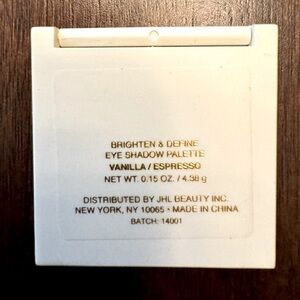 BRIGHTEN & DEFINE
EYE SHADOW PALETTE
VANILLA / ESPRESSO
NET WT. 0.15 OZ. / 4.38 g
DISTRIBUTED BY JHL BEAUTY INC.
NEW YORK, NY 10065 • MADE IN CHINA
BATCH: 14001